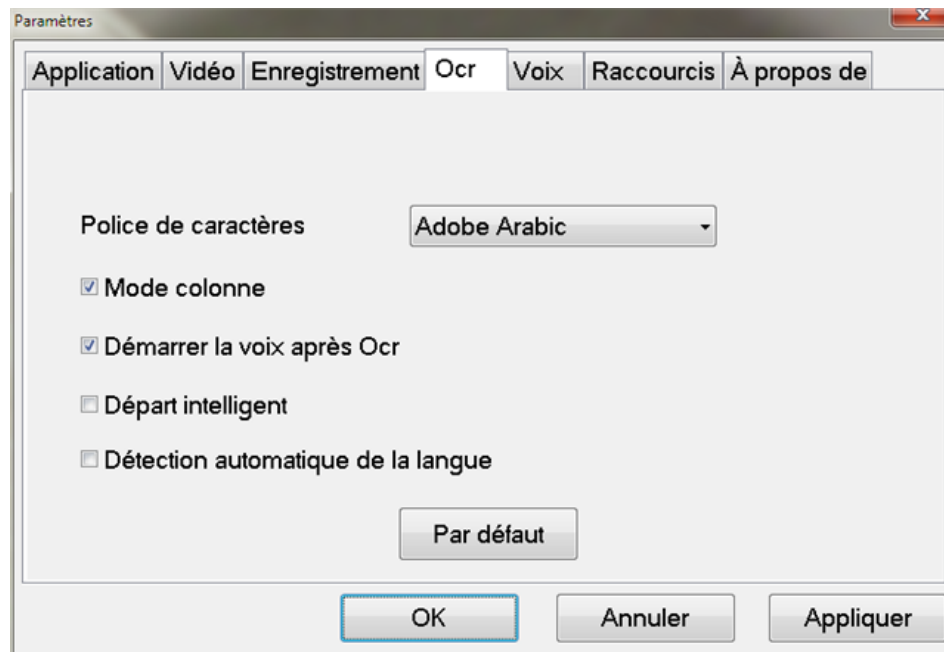 Paramètres
Application Vidéo Enregistrement Ocr Voix Raccourcis À propos de
Police de caractères Adobe Arabic
Mode colonne
Démarrer la voix après Ocr
Départ intelligent
Détection automatique de la langue
Par défaut
OK Annuler Appliquer